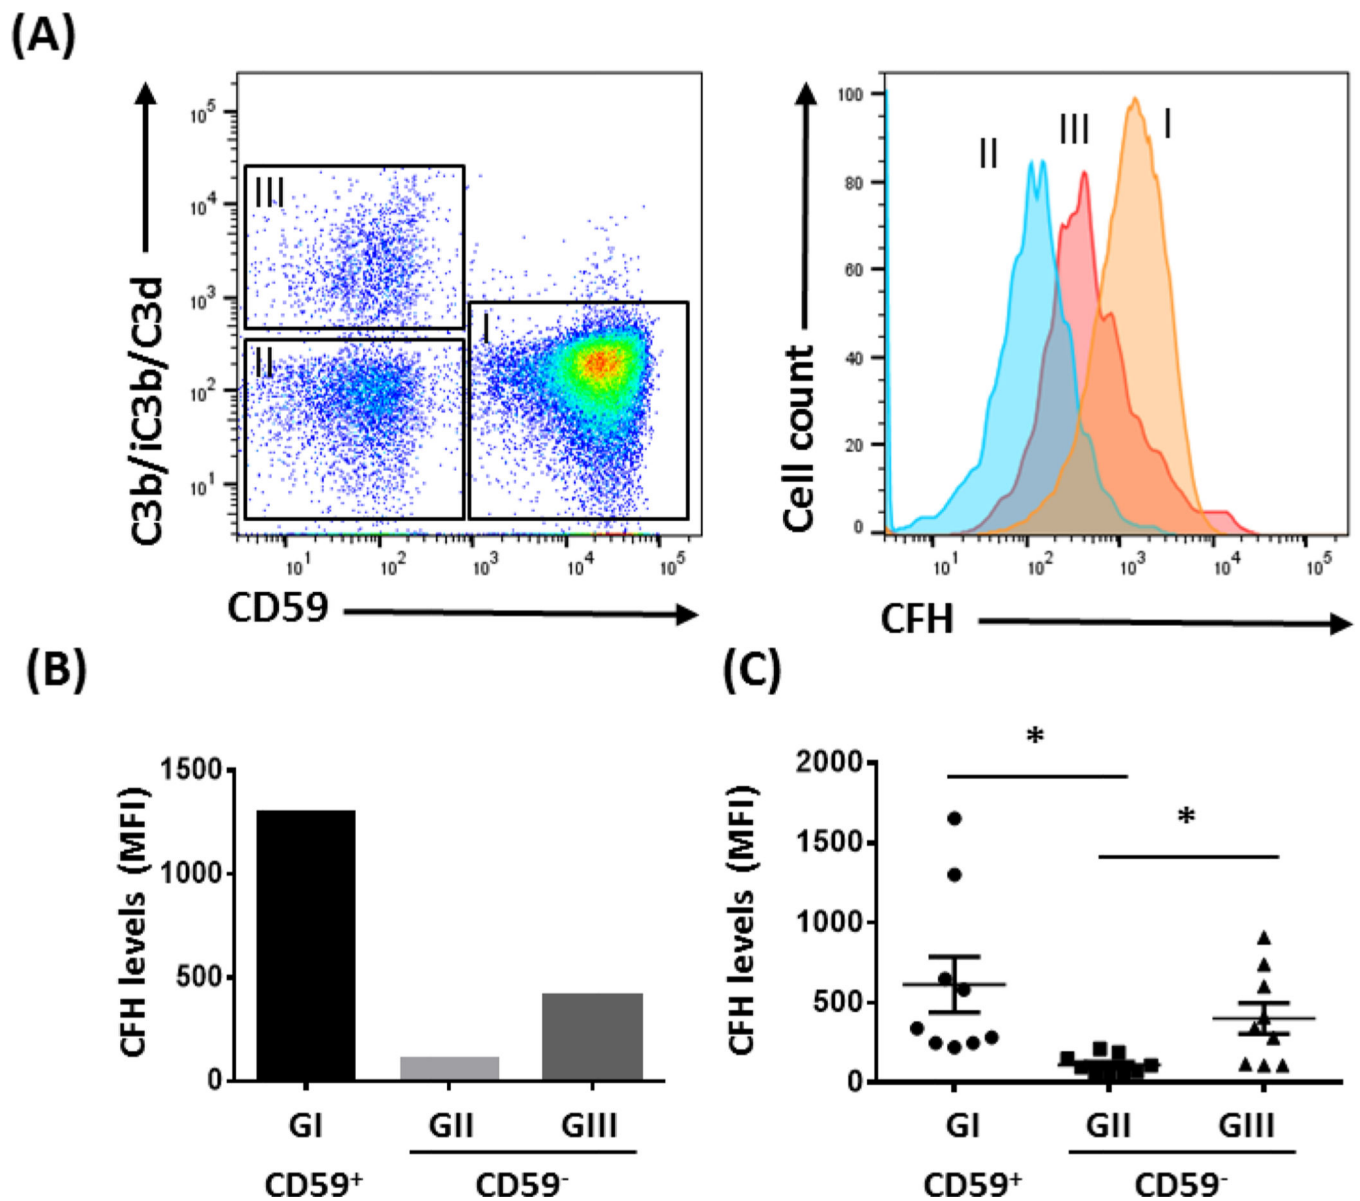 (A)
C3b/iC3b/C3d
10^5
10^4
10^3
10^2
10^1
III
II
I
10^1 10^2 10^3 10^4 10^5
CD59
Cell count
100
80
60
40
20
0
II III I
10^1 10^2 10^3 10^4 10^5
CFH
(B)
CFH levels (MFI)
1500
1000
500
0
GI GII GIII
CD59+ CD59-
(C)
CFH levels (MFI)
2000
1500
1000
500
0
*
*
GI GII GIII
CD59+ CD59-